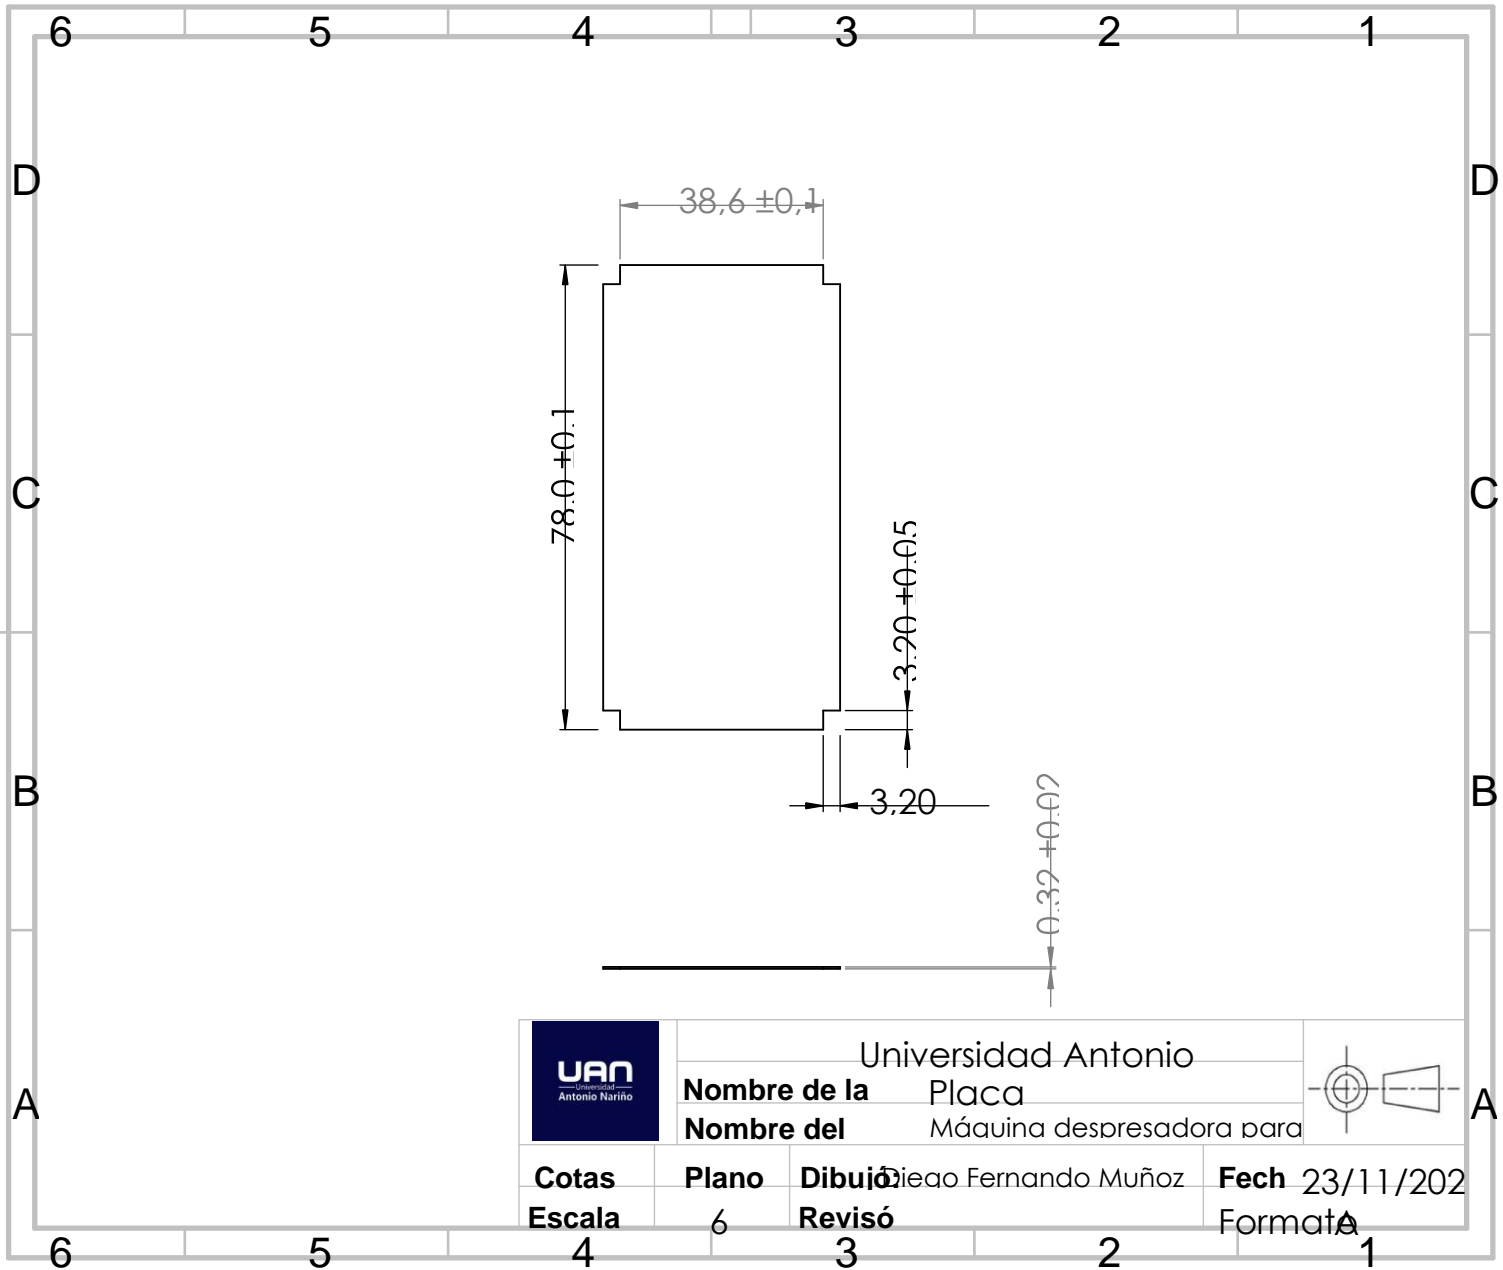 6 5 4 3 2 1
D D
38,6 ±0,1
78,0 ±0,1
C C
3,20 ±0,05
B B
3,20
0,32 ±0,02
UAN
Universidad
Antonio Nariño
Universidad Antonio
Nombre de la Placa
Nombre del Máquina despresadora para
A A
Cotas Plano Dibujó: Diego Fernando Muñoz Fech 23/11/202
Escala 6 Revisó Formato A
6 5 4 3 2 1